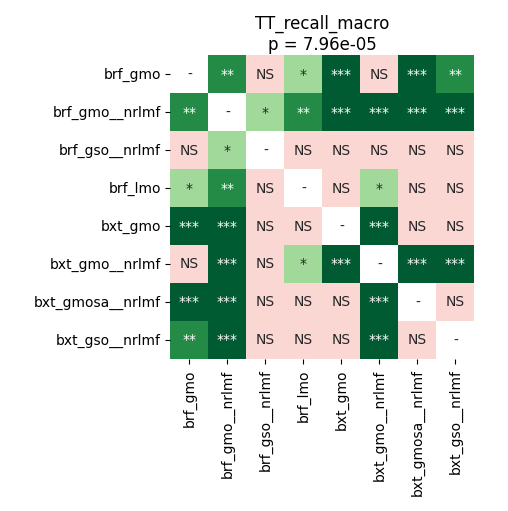 TT_recall_macro
p = 7.96e-05
brf_gmo - ** NS * *** NS *** **
brf_gmo__nrlmf ** - * ** *** *** *** ***
brf_gso__nrlmf NS * - NS NS NS NS NS
brf_lmo * ** NS - NS * NS NS
bxt_gmo *** *** NS NS - *** NS NS
bxt_gmo__nrlmf NS *** NS * *** - *** ***
bxt_gmosa__nrlmf *** *** NS NS NS *** - NS
bxt_gso__nrlmf ** *** NS NS NS *** NS -
brf_gmo
brf_gmo__nrlmf
brf_gso__nrlmf
brf_lmo
bxt_gmo
bxt_gmo__nrlmf
bxt_gmosa__nrlmf
bxt_gso__nrlmf